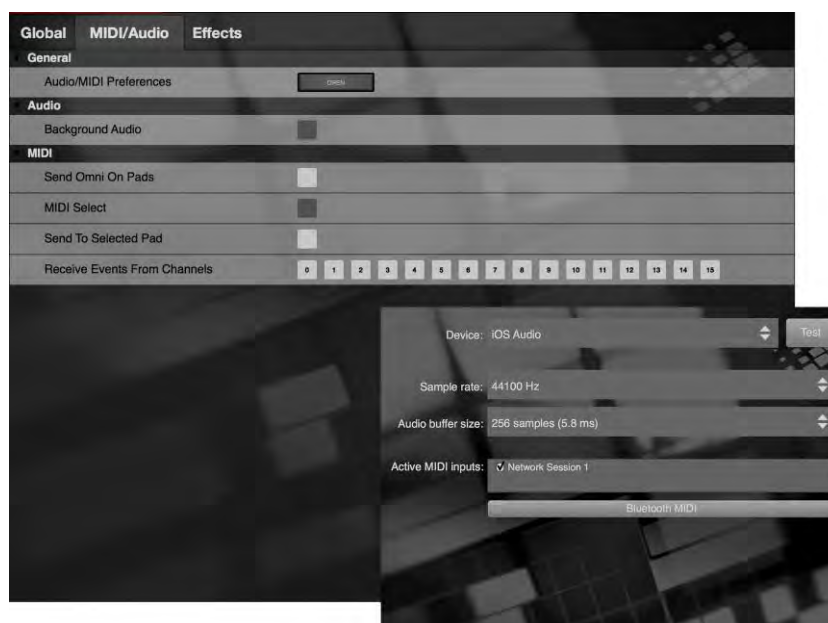 Global MIDI/Audio Effects
General
Audio/MIDI Preferences OPEN
Audio
Background Audio
MIDI
Send Omni On Pads
MIDI Select
Send To Selected Pad
Receive Events From Channels 0 1 2 3 4 5 6 7 8 9 10 11 12 13 14 15
Device: iOS Audio Test
Sample rate: 44100 Hz
Audio buffer size: 256 samples (5.8 ms)
Active MIDI inputs: Network Session 1
Bluetooth MIDI